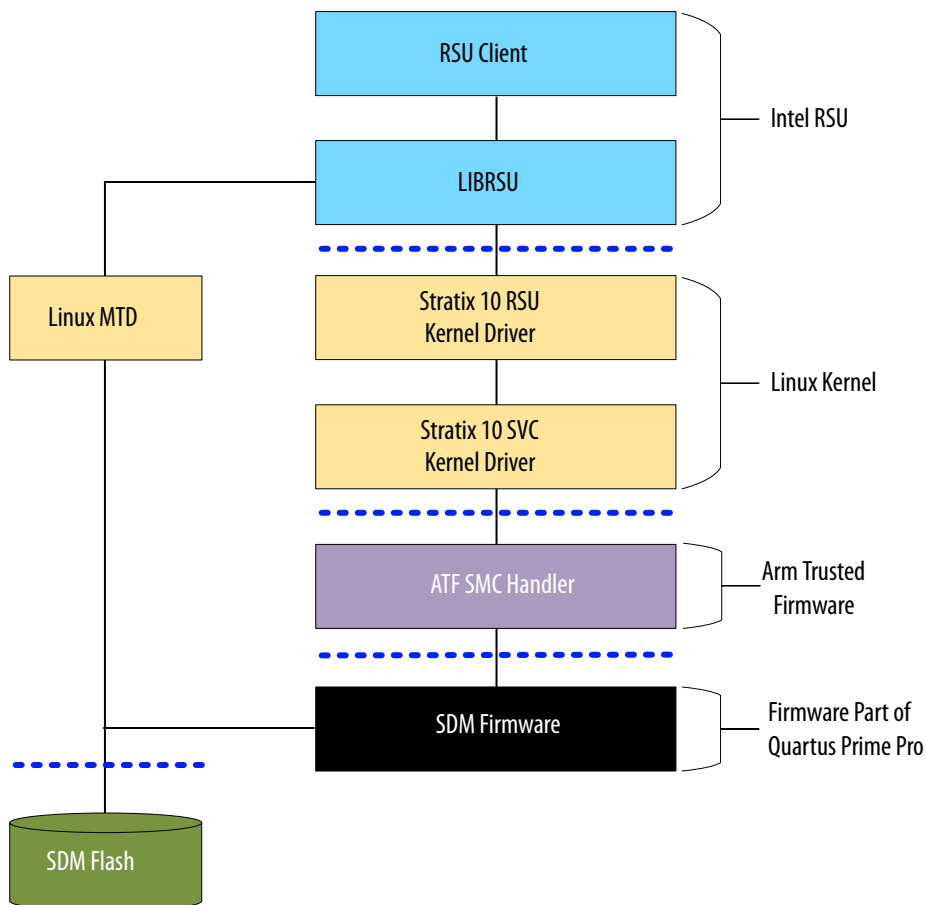 RSU Client
Intel RSU
LIBRSU
Linux MTD
Stratix 10 RSU
Kernel Driver
Linux Kernel
Stratix 10 SVC
Kernel Driver
ATF SMC Handler
Arm Trusted
Firmware
SDM Firmware
Firmware Part of
Quartus Prime Pro
SDM Flash